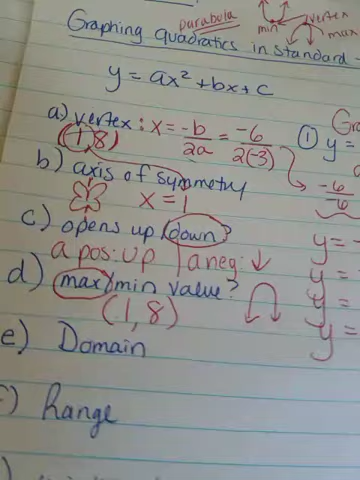 parabola
vertex
min
max
Graphing quadratics in standard
y = ax² + bx + c
a) vertex: x = -b/2a = -6/2(-3)
(1, 8)
-6/-6
① y =
b) axis of symmetry
x = 1
c) opens up/down?
a pos: up | a neg: ↓
d) max/min value?
(1, 8)
y =
y =
y =
y =
e) Domain
f) Range